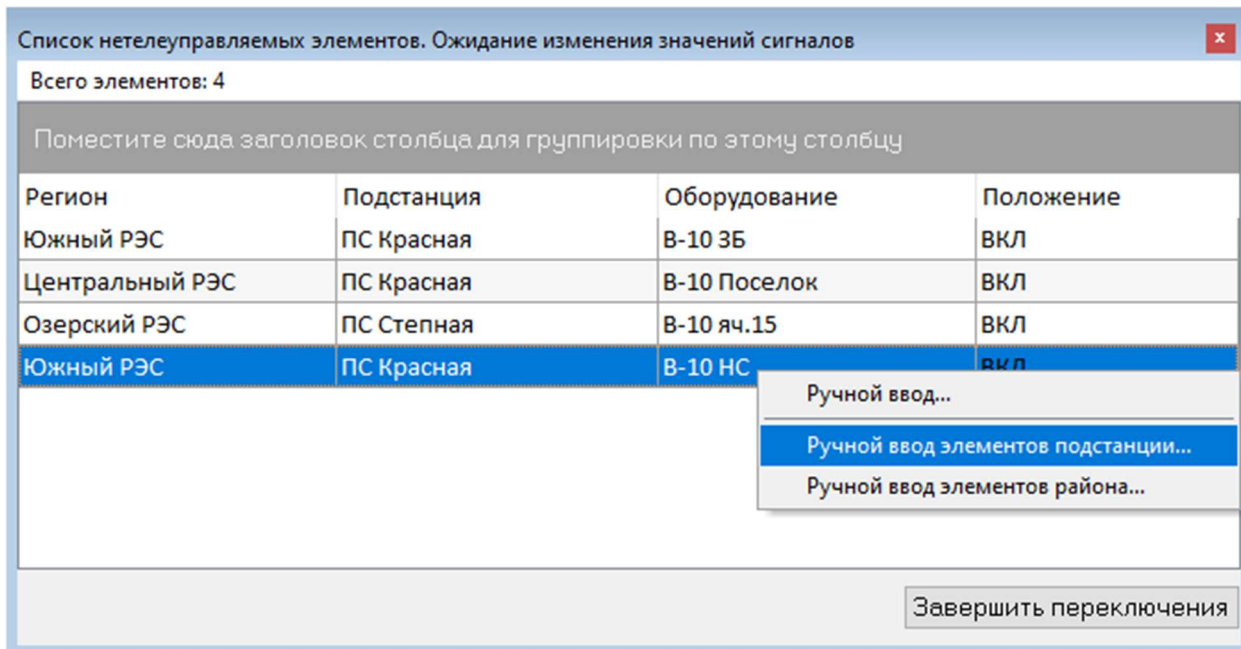 Список нетелеуправляемых элементов. Ожидание изменения значений сигналов
x
Всего элементов: 4
Поместите сюда заголовок столбца для группировки по этому столбцу
Регион Подстанция Оборудование Положение
Южный РЭС ПС Красная В-10 ЗБ ВКЛ
Центральный РЭС ПС Красная В-10 Поселок ВКЛ
Озерский РЭС ПС Степная В-10 яч.15 ВКЛ
Южный РЭС ПС Красная В-10 НС ВКЛ
Ручной ввод...
Ручной ввод элементов подстанции...
Ручной ввод элементов района...
Завершить переключения